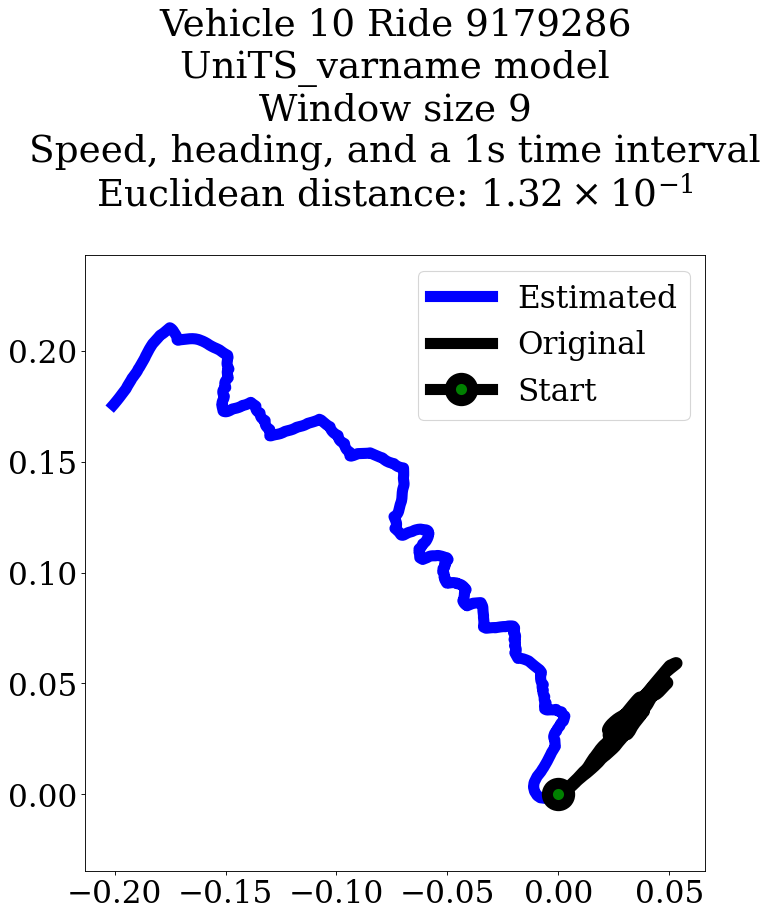 Vehicle 10 Ride 9179286
UniTS_varname model
Window size 9
Speed, heading, and a 1s time interval
Euclidean distance: 1.32 × 10⁻¹
Estimated
Original
Start
0.20
0.15
0.10
0.05
0.00
−0.20 −0.15 −0.10 −0.05 0.00 0.05